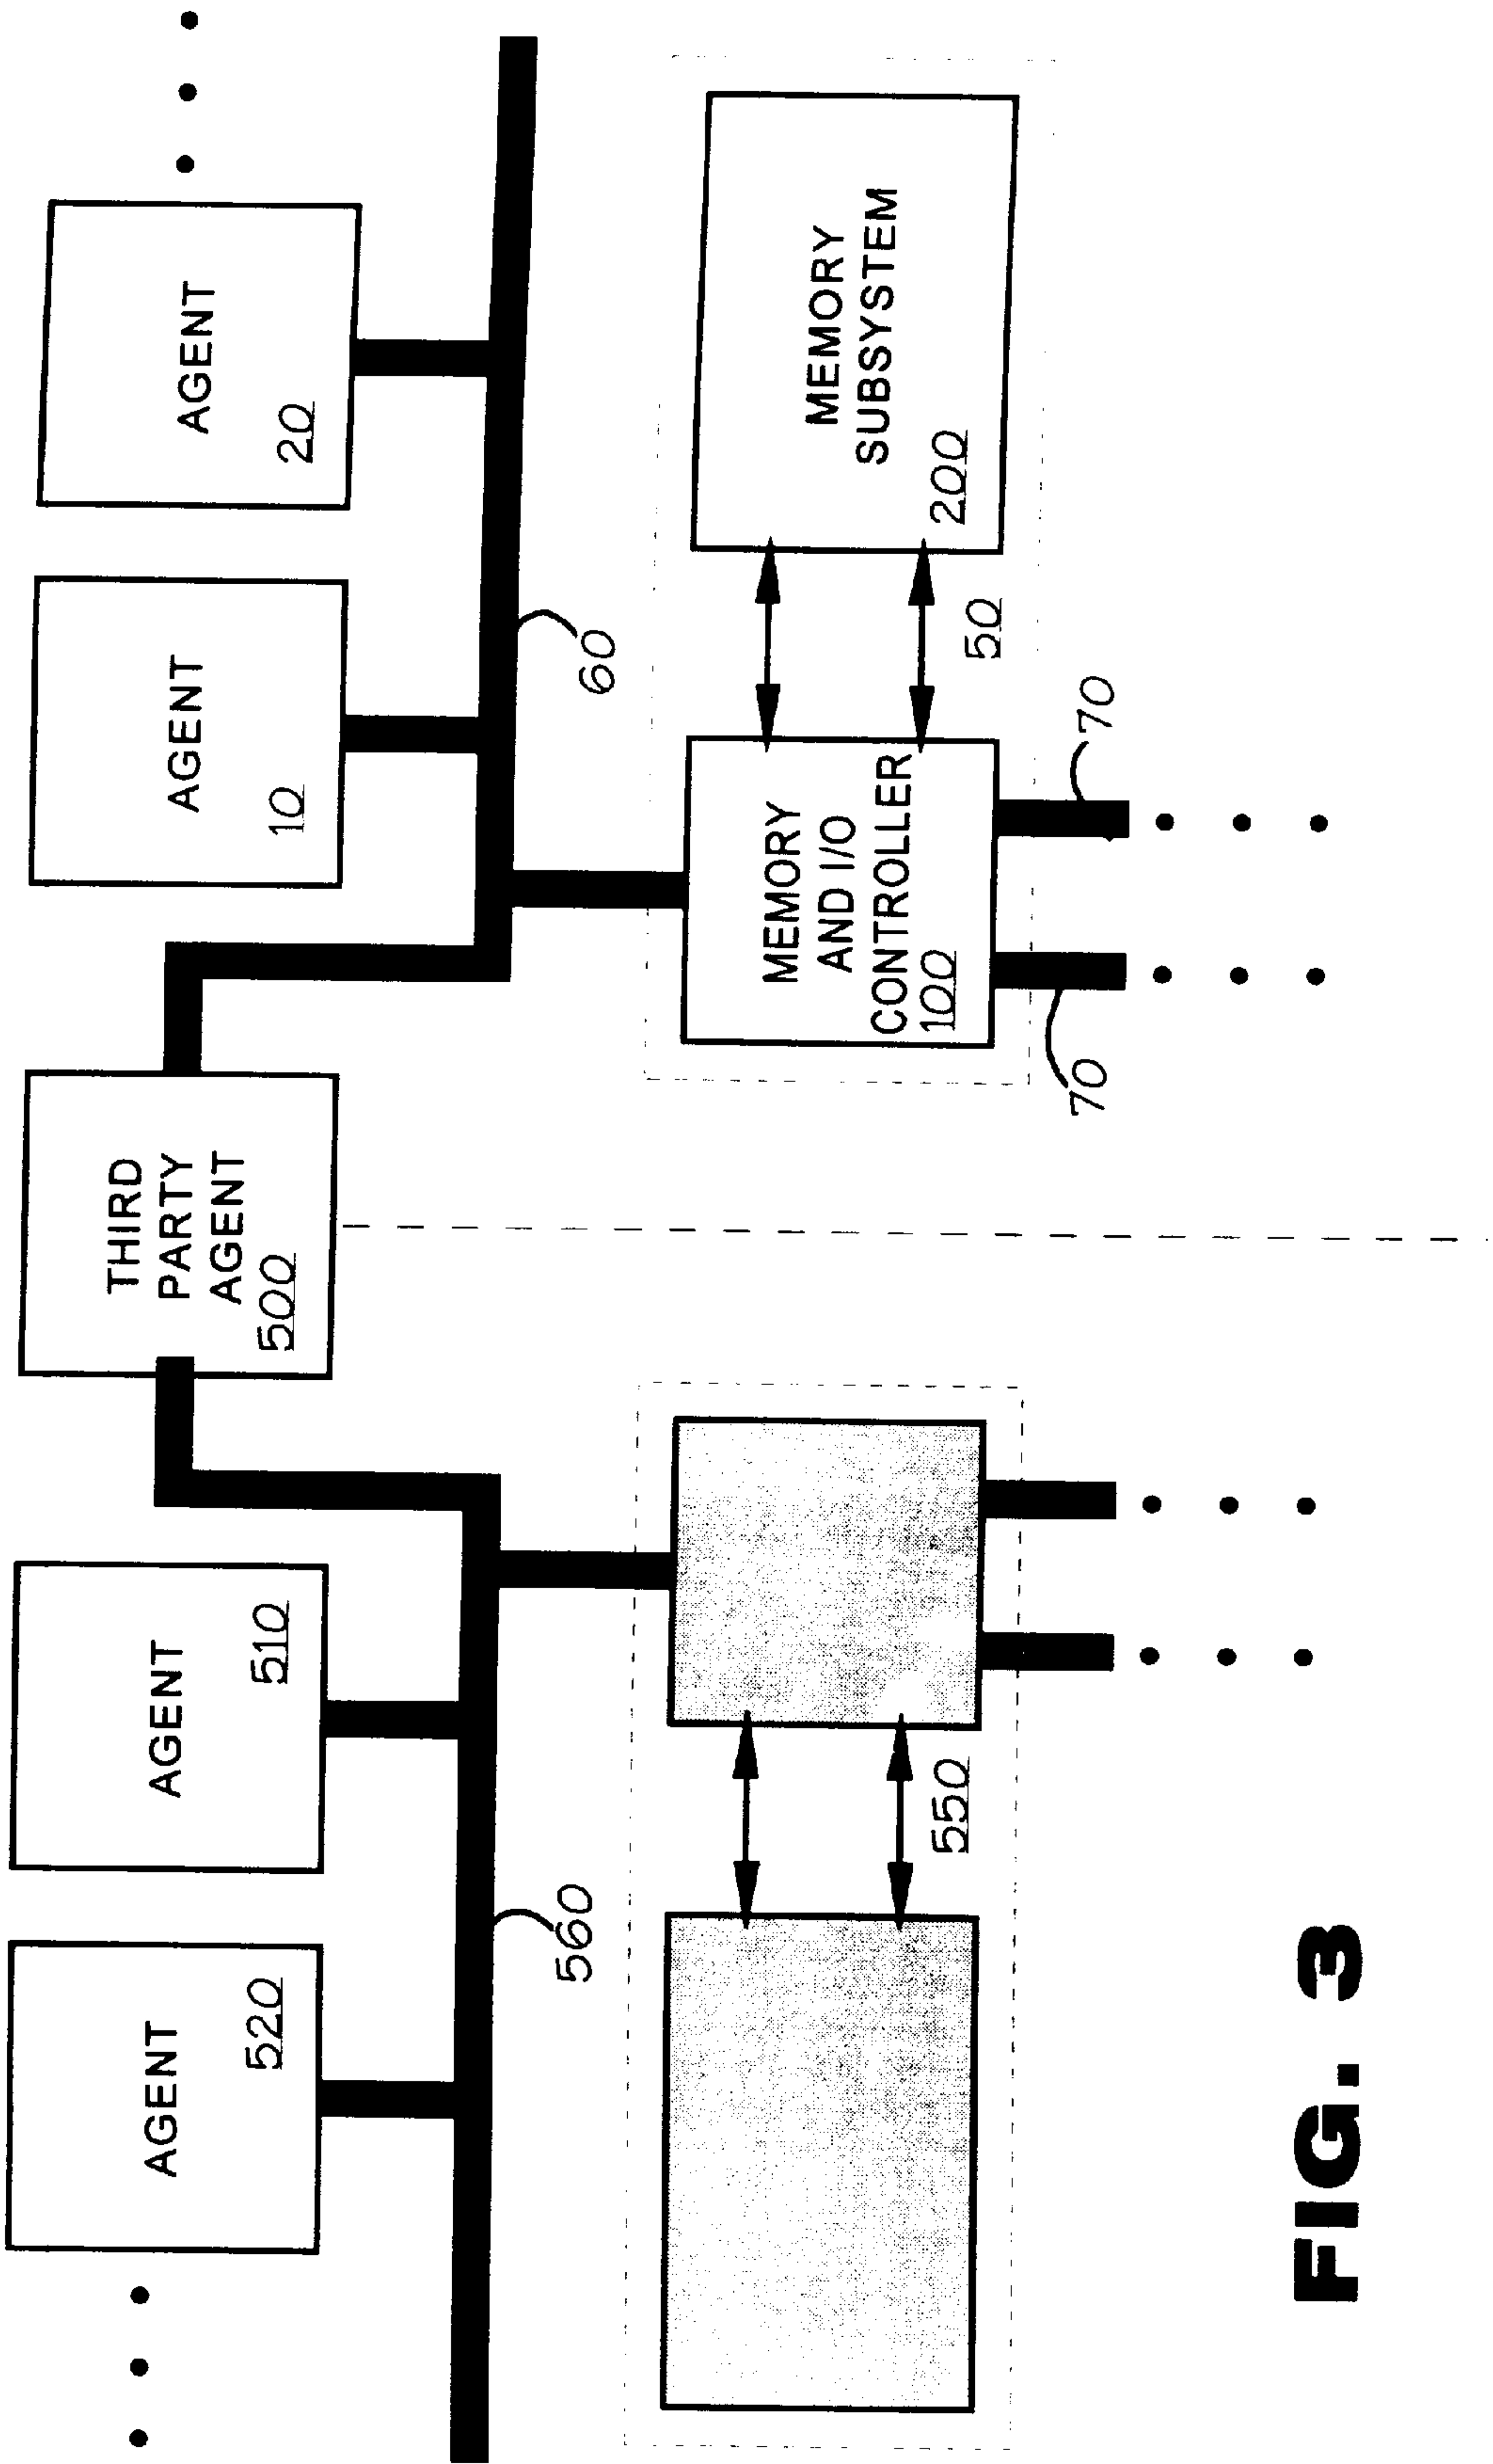 AGENT
520
AGENT
510
THIRD
PARTY
AGENT
500
AGENT
10
AGENT
20
560
60
550
MEMORY
AND I/O
CONTROLLER
100
50
MEMORY
SUBSYSTEM
200
70
70
FIG. 3